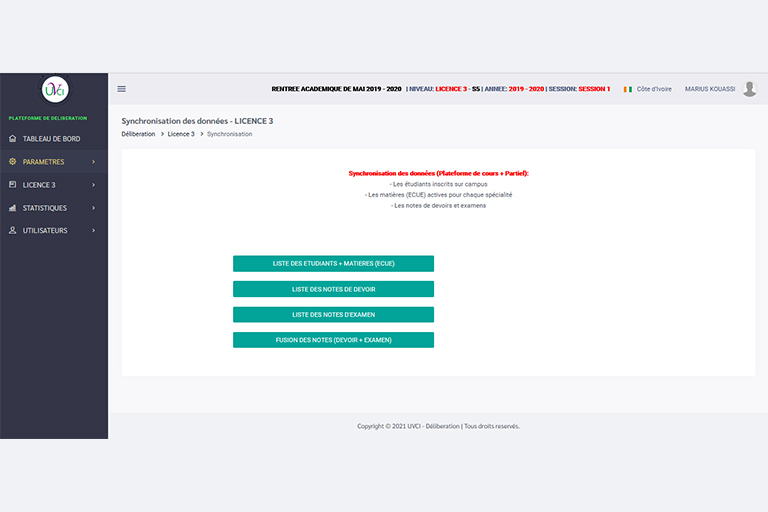 UVCI
PLATEFORME DE DELIBERATION
TABLEAU DE BORD
PARAMETRES
LICENCE 3
STATISTIQUES
UTILISATEURS
RENTREE ACADEMIQUE DE MAI 2019 - 2020 | NIVEAU: LICENCE 3 - S5 | ANNEE: 2019 - 2020 | SESSION: SESSION 1
Côte d'Ivoire
MARIUS KOUASSI
Synchronisation des données - LICENCE 3
Déliberation > Licence 3 > Synchronisation
Synchronisation des données (Plateforme de cours + Partiel):
- Les étudiants inscrits sur campus
- Les matières (ECUE) actives pour chaque spécialité
- Les notes de devoirs et examens
LISTE DES ETUDIANTS + MATIERES (ECUE)
LISTE DES NOTES DE DEVOIR
LISTE DES NOTES D'EXAMEN
FUSION DES NOTES (DEVOIR + EXAMEN)
Copyright © 2021 UVCI - Déliberation | Tous droits reservés.